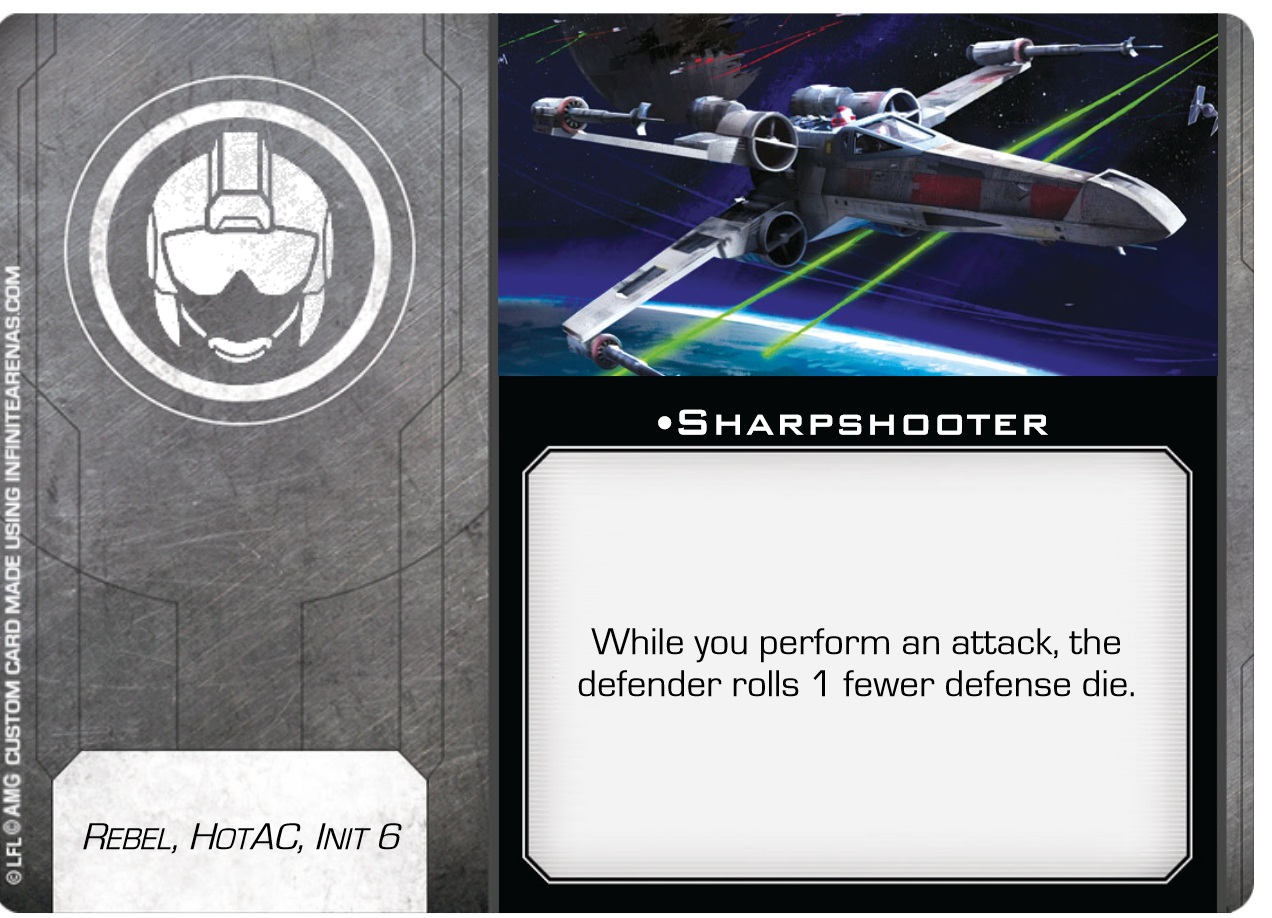 •Sharpshooter
While you perform an attack, the
defender rolls 1 fewer defense die.
Rebel, HotAC, Init 6
©LFL ©AMG CUSTOM CARD MADE USING INFINITEARENAS.COM